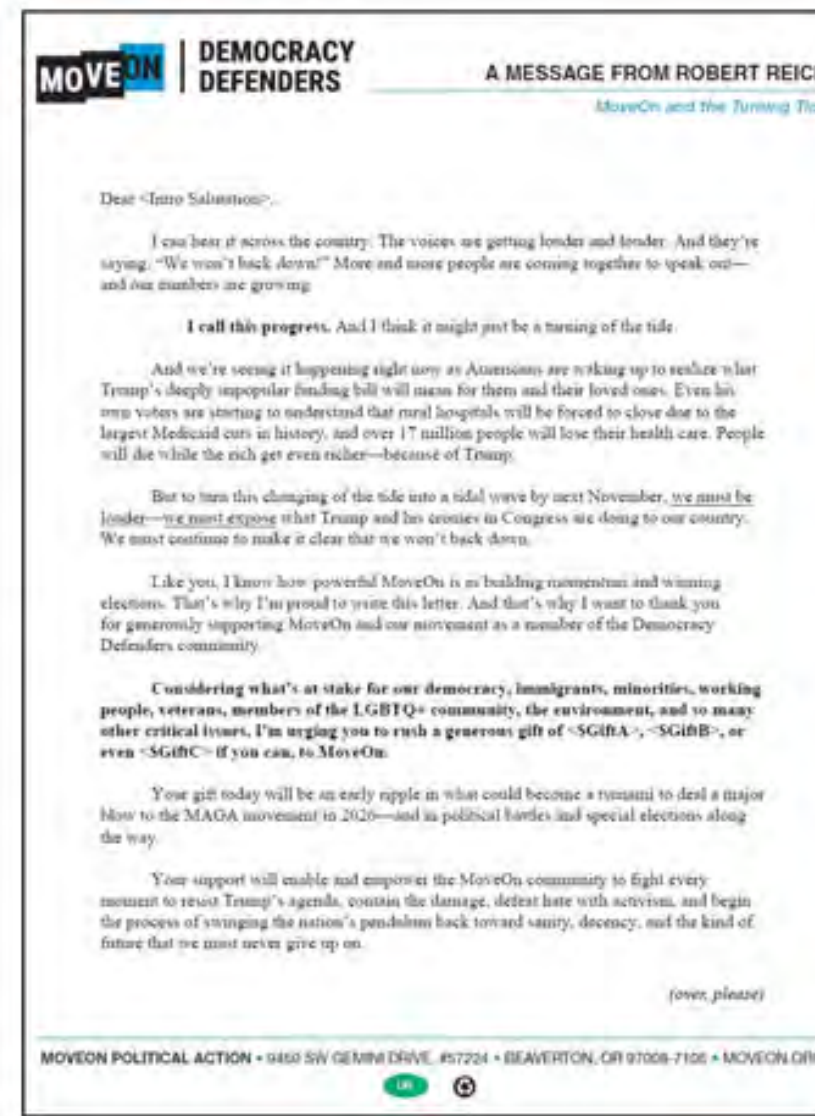 MOVEON | DEMOCRACY
DEFENDERS
A MESSAGE FROM ROBERT REICH
MoveOn and the Turning Tid
Dear <Intro Salutation>,
I can hear it across the country. The voices are getting louder and louder. And they're
saying, "We won't back down!" More and more people are coming together to speak out—
and our numbers are growing.
I call this progress. And I think it might just be a turning of the tide.
And we're seeing it happening right now as Americans are waking up to realize what
Trump's deeply unpopular funding bill will mean for them and their loved ones. Even his
own voters are starting to understand that rural hospitals will be forced to close due to the
largest Medicaid cuts in history, and over 17 million people will lose their health care. People
will die while the rich get even richer—because of Trump.
But to turn this changing of the tide into a tidal wave by next November, we must be
louder—we must expose what Trump and his cronies in Congress are doing to our country.
We must continue to make it clear that we won't back down.
Like you, I know how powerful MoveOn is in building momentum and winning
elections. That's why I'm proud to write this letter. And that's why I want to thank you
for generously supporting MoveOn and our movement as a member of the Democracy
Defenders community.
Considering what's at stake for our democracy, immigrants, minorities, working
people, veterans, members of the LGBTQ+ community, the environment, and so many
other critical issues, I'm urging you to rush a generous gift of <$GiftA>, <$GiftB>, or
even <$GiftC> if you can, to MoveOn.
Your gift today will be an early ripple in what could become a tsunami to deal a major
blow to the MAGA movement in 2026—and in political battles and special elections along
the way.
Your support will enable and empower the MoveOn community to fight every
moment to resist Trump's agenda, contain the damage, defeat hate with activism, and begin
the process of swinging the nation's pendulum back toward sanity, decency, and the kind of
future that we must never give up on.
(over, please)
MOVEON POLITICAL ACTION • 9450 SW GEMINI DRIVE, #57224 • BEAVERTON, OR 97008-7105 • MOVEON.ORG